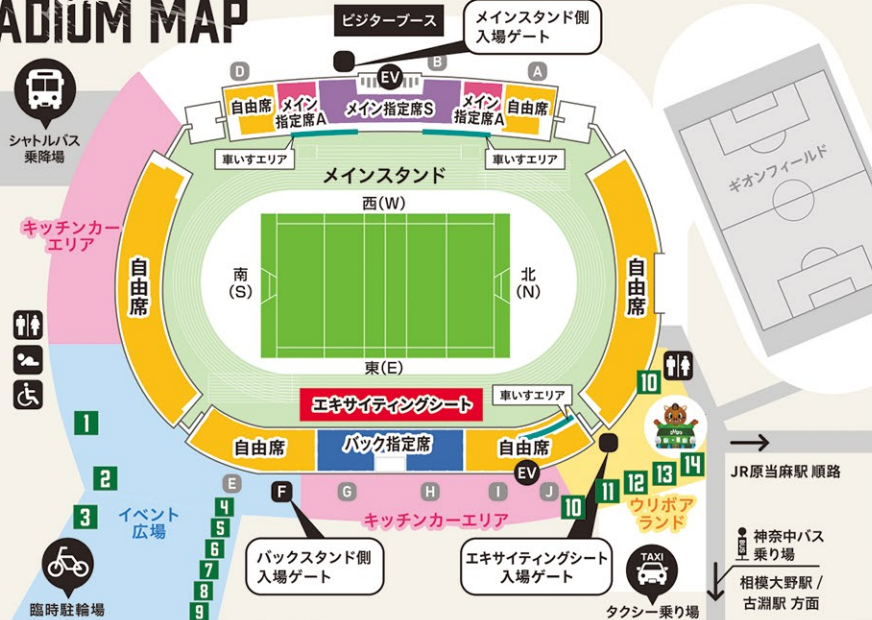 ADIUM MAP
ビジターブース
メインスタンド側
入場ゲート
シャトルバス
乗降場
D
EV
B
A
自由席
メイン
指定席A
メイン指定席S
メイン
指定席A
自由席
車いすエリア
車いすエリア
メインスタンド
西(W)
ギオンフィールド
キッチンカー
エリア
自由席
南
(S)
北
(N)
自由席
東(E)
エキサイティングシート
車いすエリア
10
1
自由席
バック指定席
自由席
EV
JR原当麻駅 順路
2
E
F
G
H
I
J
10
11
12
13
14
3
イベント
広場
4
5
6
7
8
9
キッチンカーエリア
ウリボア
ランド
バックスタンド側
入場ゲート
エキサイティングシート
入場ゲート
TAXI
神奈中バス
乗り場
相模大野駅 /
古淵駅 方面
臨時駐輪場
タクシー乗り場